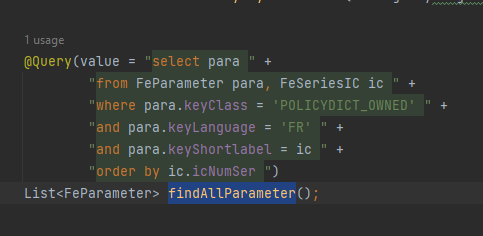 1 usage
@Query(value = "select para " +
"from FeParameter para, FeSeriesIC ic " +
"where para.keyClass = 'POLICYDICT_OWNED' " +
"and para.keyLanguage = 'FR' " +
"and para.keyShortlabel = ic " +
"order by ic.icNumSer ")
List<FeParameter> findAllParameter();